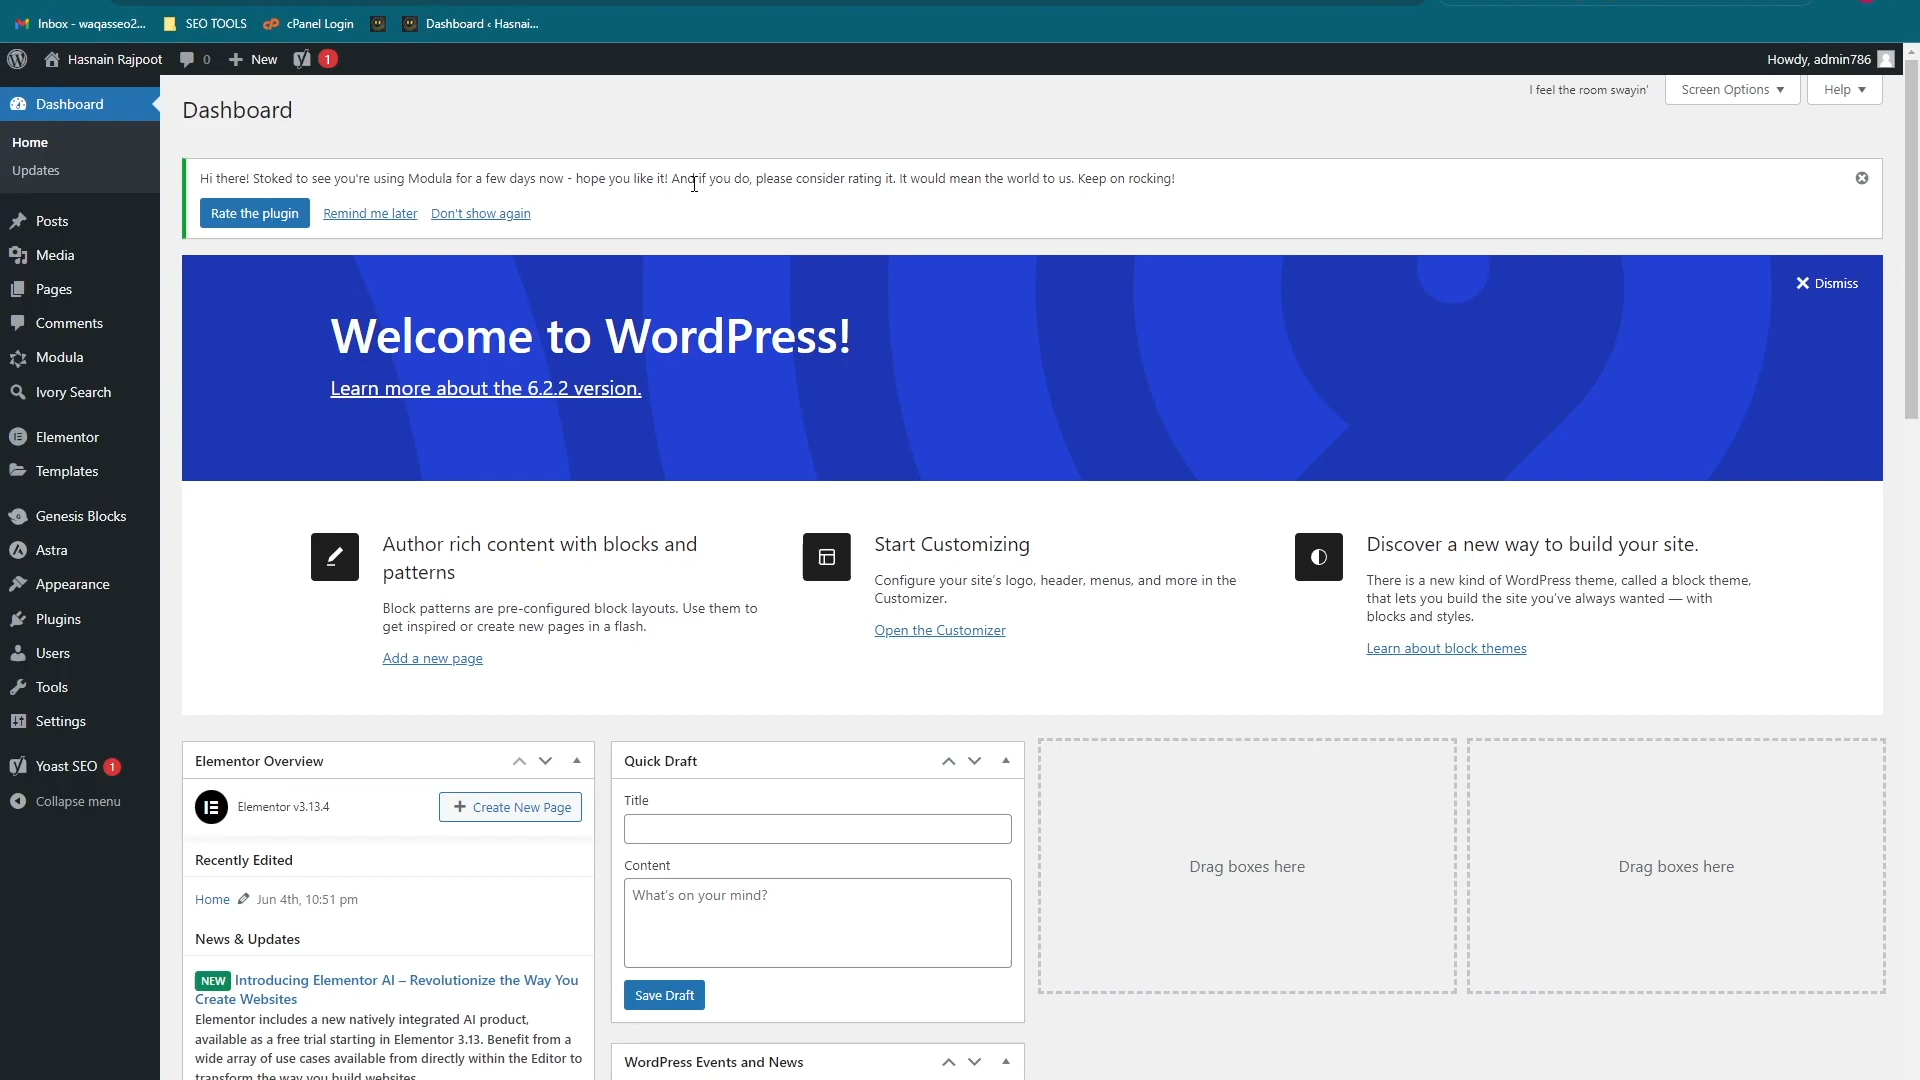 Inbox - waqasseo2...
SEO TOOLS
cPanel Login
Dashboard ‹ Hasnai...
Hasnain Rajpoot
0
New
1
Howdy, admin786
Dashboard
Home
Updates
Posts
Media
Pages
Comments
Modula
Ivory Search
Elementor
Templates
Genesis Blocks
Astra
Appearance
Plugins
Users
Tools
Settings
Yoast SEO 1
Collapse menu
Dashboard
I feel the room swayin'
Screen Options
Help
Hi there! Stoked to see you're using Modula for a few days now - hope you like it! And if you do, please consider rating it. It would mean the world to us. Keep on rocking!
Rate the plugin
Remind me later
Don't show again
Dismiss
Welcome to WordPress!
Learn more about the 6.2.2 version.
Author rich content with blocks and
patterns
Block patterns are pre-configured block layouts. Use them to
get inspired or create new pages in a flash.
Add a new page
Start Customizing
Configure your site's logo, header, menus, and more in the
Customizer.
Open the Customizer
Discover a new way to build your site.
There is a new kind of WordPress theme, called a block theme,
that lets you build the site you've always wanted — with
blocks and styles.
Learn about block themes
Elementor Overview
Elementor v3.13.4
Create New Page
Recently Edited
Home Jun 4th, 10:51 pm
News & Updates
NEW Introducing Elementor AI – Revolutionize the Way You
Create Websites
Elementor includes a new natively integrated AI product,
available as a free trial starting in Elementor 3.13. Benefit from a
wide array of use cases available from directly within the Editor to
transform the way you build websites
Quick Draft
Title
Content
What's on your mind?
Save Draft
WordPress Events and News
Drag boxes here
Drag boxes here